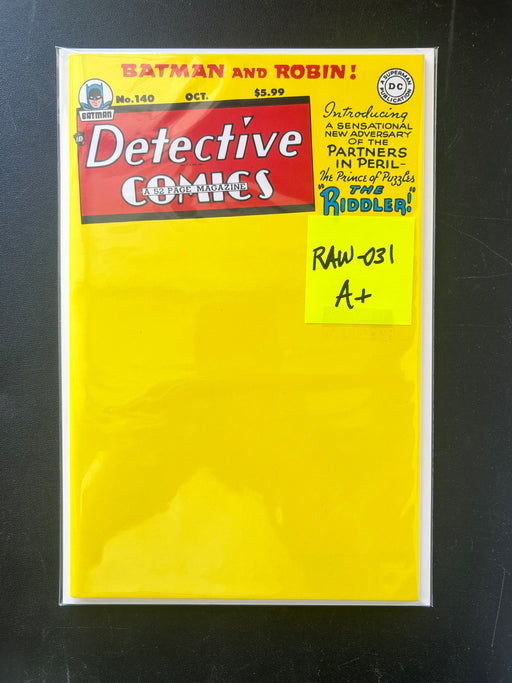 BATMAN AND ROBIN!
No.140 OCT. $5.99
A SUPERMAN PUBLICATION
DC
BATMAN
Detective
COMICS
A 52 PAGE MAGAZINE
Introducing
A SENSATIONAL
NEW ADVERSARY
OF THE
PARTNERS
IN PERIL-
The Prince of Puzzles
"THE
RIDDLER!"
RAW-031
A+